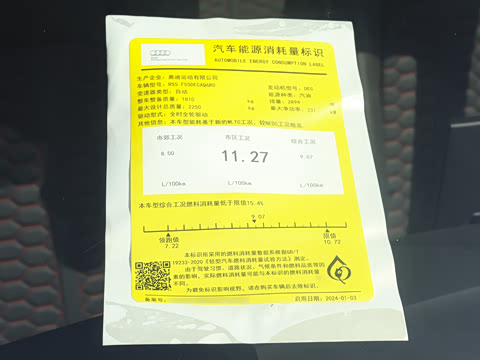 汽车能源消耗量标识
AUTOMOBILE ENERGY CONSUMPTION LABEL
生产企业：奥迪运动有限公司
车辆型号：RS5 F5SDECAQARD
发动机型号：DEC
变速器类型：自动
能源种类：汽油
整车整备质量：1810 kg
排量：2894
最大设计总质量：2250 kg
最大净功率：331
驱动型式：全时全轮驱动
其他信息：本车型能耗基于新的WLTC工况，较NEDC工况略高。
市郊工况 市区工况 综合工况
8.00 11.27 9.07
L/100km L/100km L/100km
本车型综合工况燃料消耗量低于限值15.4%
9.07
领跑值 限值
7.22 10.72
本标识所采用的燃料消耗量数据系根据GB/T
19233-2020《轻型汽车燃料消耗量试验方法》测定。
由于驾驶习惯、道路状况、气候条件和燃料品质等因
素的影响，实际燃料消耗量可能与本标识的燃料消耗量
不同。
为避免标识影响视野，请在购买车辆后去除标识。
备案号：
启用日期：2024-01-03